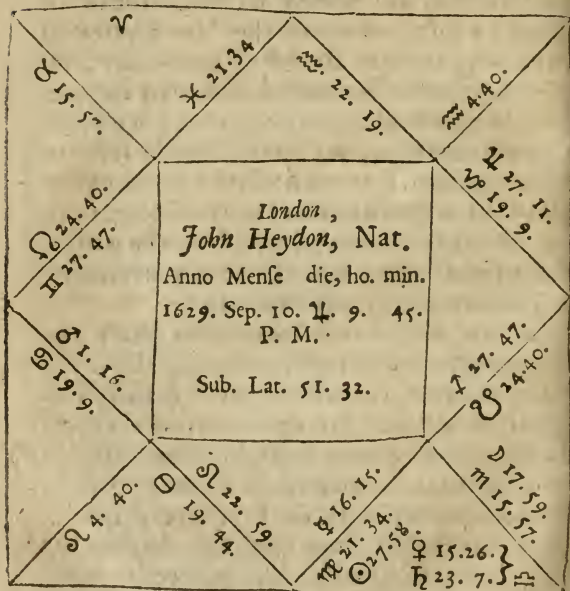 ♈
♉ 15. 57.
♓ 21.34
♒ 22. 19.
♒ 4.40.
♃ 27. 11.
♑ 19. 9.
☊ 24. 40.
♊ 27. 47.
London,
John Heydon, Nat.
Anno Menſe die, ho. min.
1629. Sep. 10. ♃. 9. 45.
P. M.
Sub. Lat. 51. 32.
♐ 27. 47.
☋ 24.40.
♂ 1. 16.
♋ 19. 9.
♌ 4. 40.
♌ 22. 59.
⊖ 19. 44.
☿ 16. 15.
♍ 21. 34.
☉ 27.58.
☽ 17. 59.
♏ 15. 57.
♀ 15.26. }
♄ 23. 7. } ♎